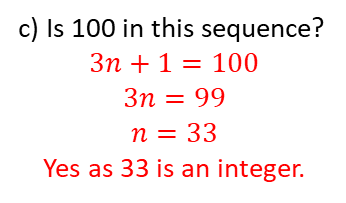 c) Is 100 in this sequence?
3n + 1 = 100
3n = 99
n = 33
Yes as 33 is an integer.